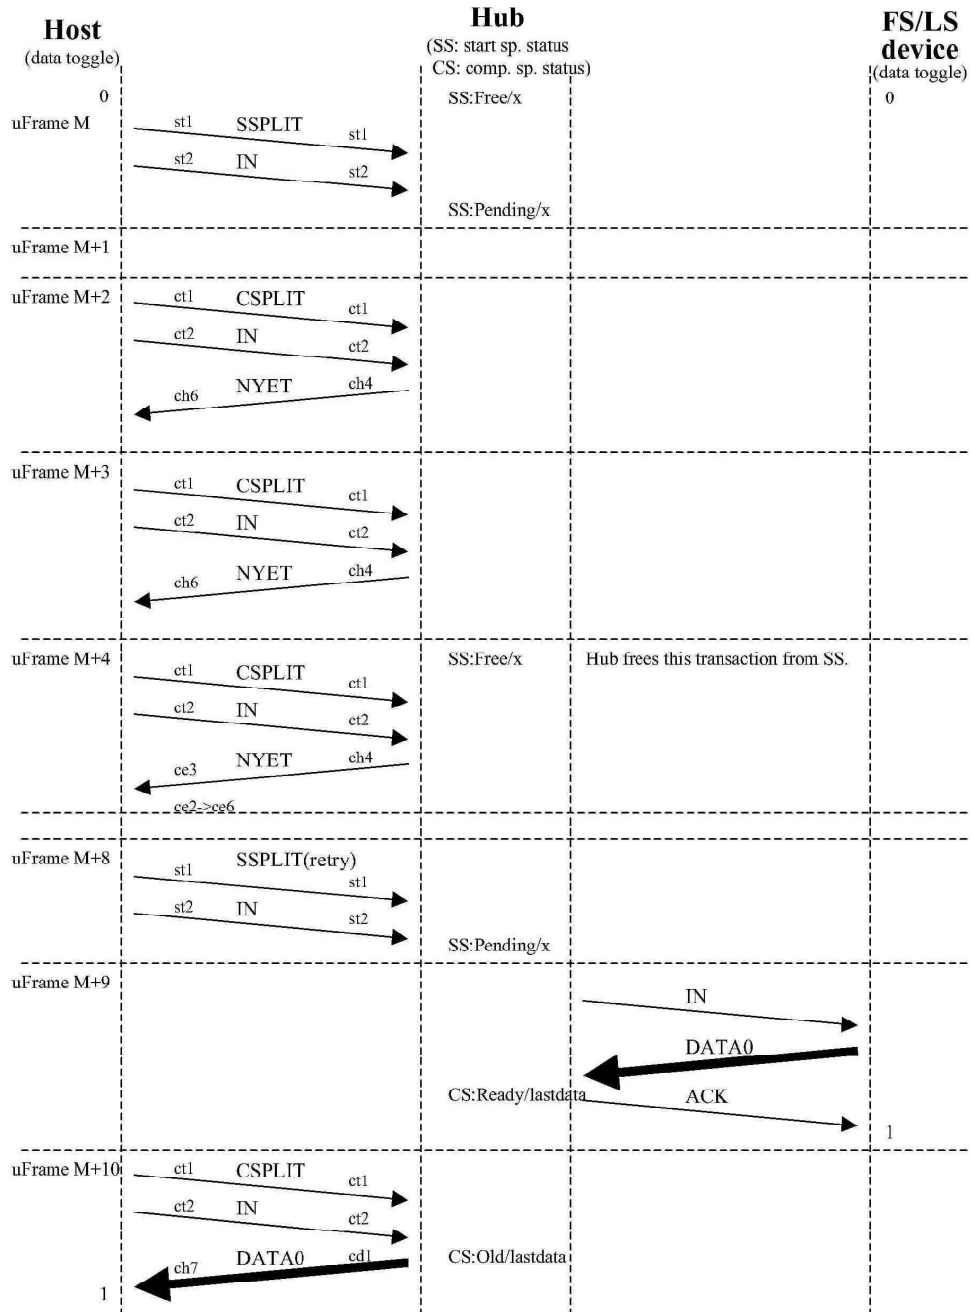 Host
(data toggle)
Hub
(SS: start sp. status
CS: comp. sp. status)
FS/LS
device
(data toggle)
0
SS:Free/x
0
uFrame M
st1 SSPLIT st1
st2 IN st2
SS:Pending/x
uFrame M+1
uFrame M+2
ct1 CSPLIT ct1
ct2 IN ct2
ch6 NYET ch4
uFrame M+3
ct1 CSPLIT ct1
ct2 IN ct2
ch6 NYET ch4
uFrame M+4
SS:Free/x
Hub frees this transaction from SS.
ct1 CSPLIT ct1
ct2 IN ct2
ce3 NYET ch4
ce2->ce6
uFrame M+8
SSPLIT(retry)
st1 st1
st2 IN st2
SS:Pending/x
uFrame M+9
IN
DATA0
CS:Ready/lastdata
ACK
1
uFrame M+10
ct1 CSPLIT ct1
ct2 IN ct2
ch7 DATA0 cd1
CS:Old/lastdata
1